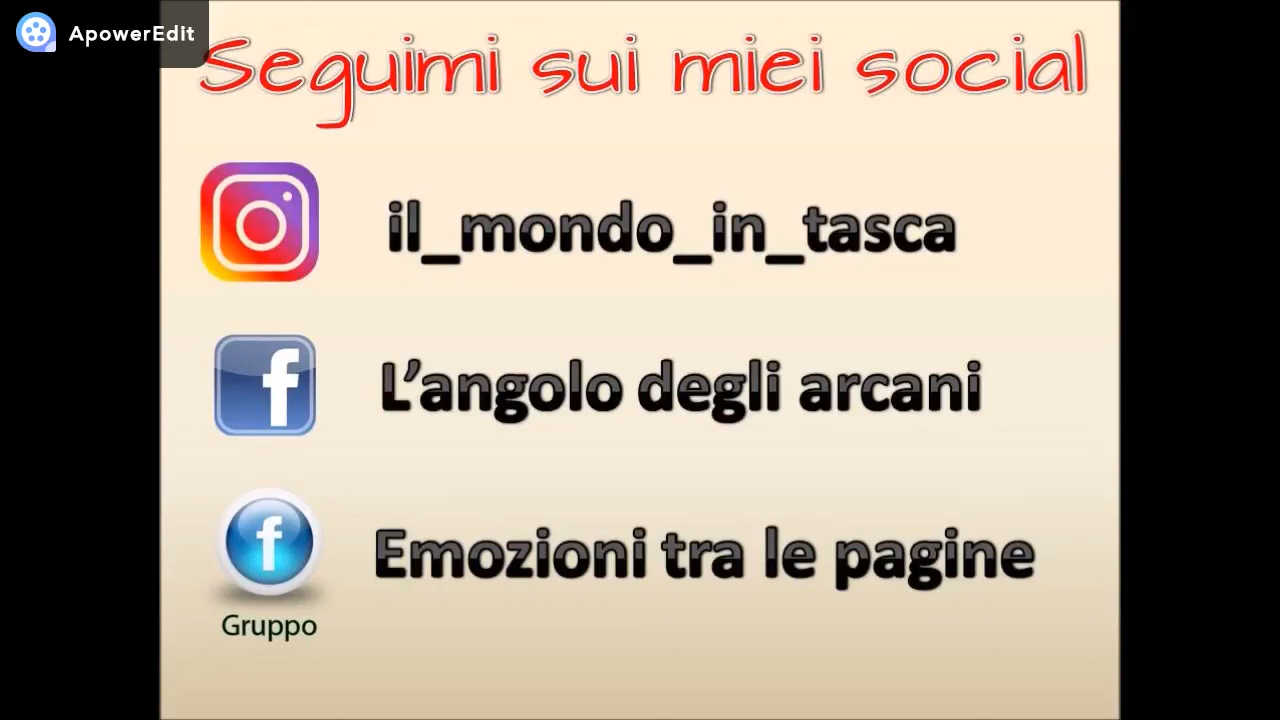 ApowerEdit
Seguimi sui miei social
il_mondo_in_tasca
L’angolo degli arcani
Emozioni tra le pagine
Gruppo